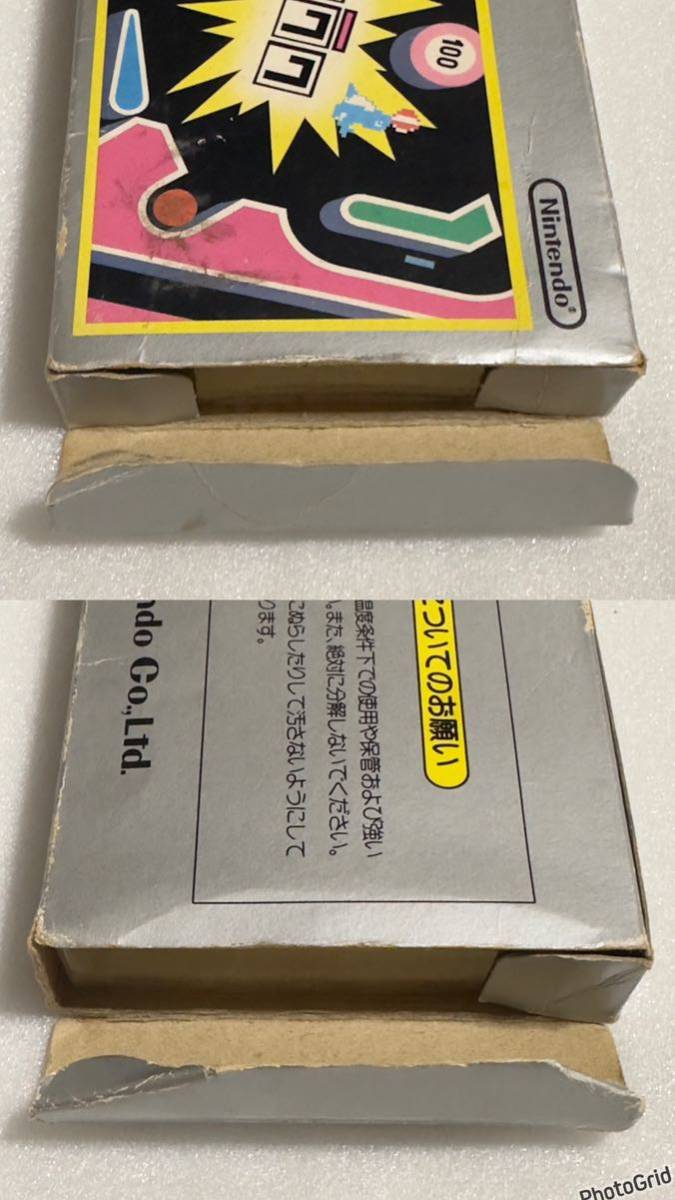 クク
100
Nintendo®
ndo Co.,Ltd.
ついてのお願い
温度条件下での使用や保管および強い
。また、絶対に分解しないでください。
ぬらしたりして汚さないようにして
ります。
PhotoGrid